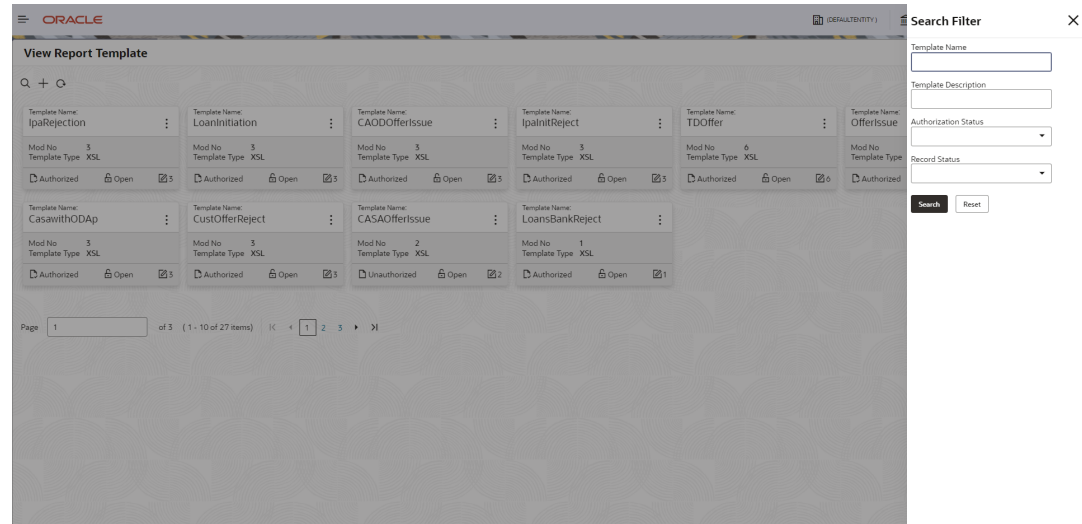 ORACLE
(DEFAULTENTITY)
View Report Template
Template Name:
IpaRejection
Mod No 3
Template Type XSL
Authorized Open 3
Template Name:
LoanInitiation
Mod No 3
Template Type XSL
Authorized Open 3
Template Name:
CAODOfferIssue
Mod No 3
Template Type XSL
Authorized Open 3
Template Name:
IpaInitReject
Mod No 3
Template Type XSL
Authorized Open 3
Template Name:
TDOffer
Mod No 6
Template Type XSL
Authorized Open 6
Template Name:
OfferIssue
Mod No
Template Type
Authorized
Template Name:
CasawithODAp
Mod No 3
Template Type XSL
Authorized Open 3
Template Name:
CustOfferReject
Mod No 3
Template Type XSL
Authorized Open 3
Template Name:
CASAOfferIssue
Mod No 2
Template Type XSL
Unauthorized Open 2
Template Name:
LoansBankReject
Mod No 1
Template Type XSL
Authorized Open 1
Page 1 of 3 ( 1 - 10 of 27 items) 1 2 3
Search Filter
Template Name
Template Description
Authorization Status
Record Status
Search Reset